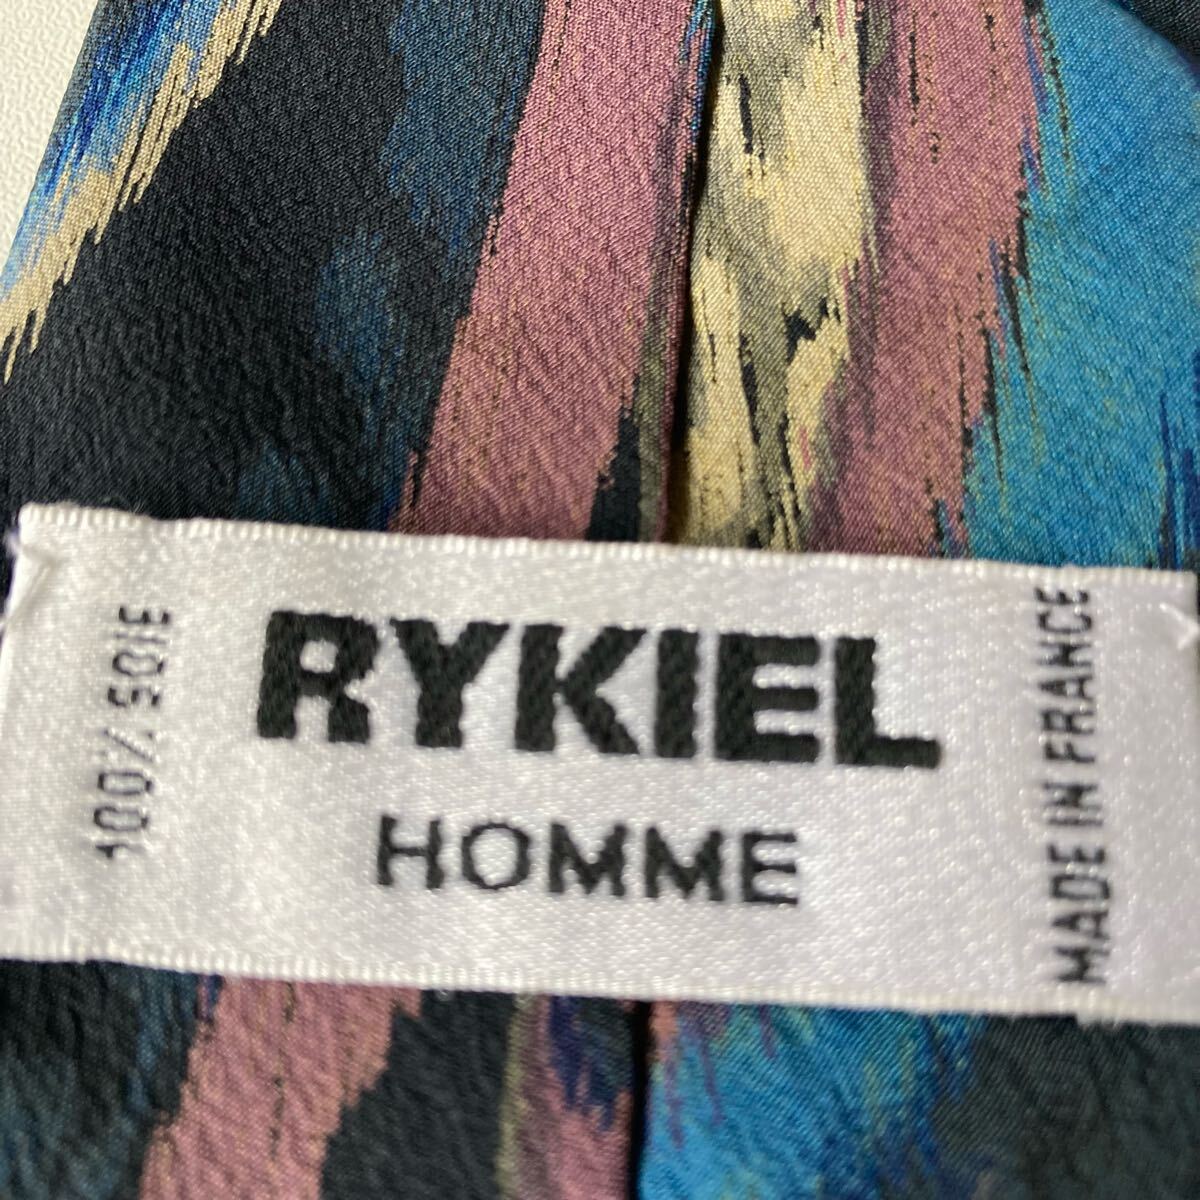 100% SOIE
RYKIEL
HOMME
MADE IN FRANCE